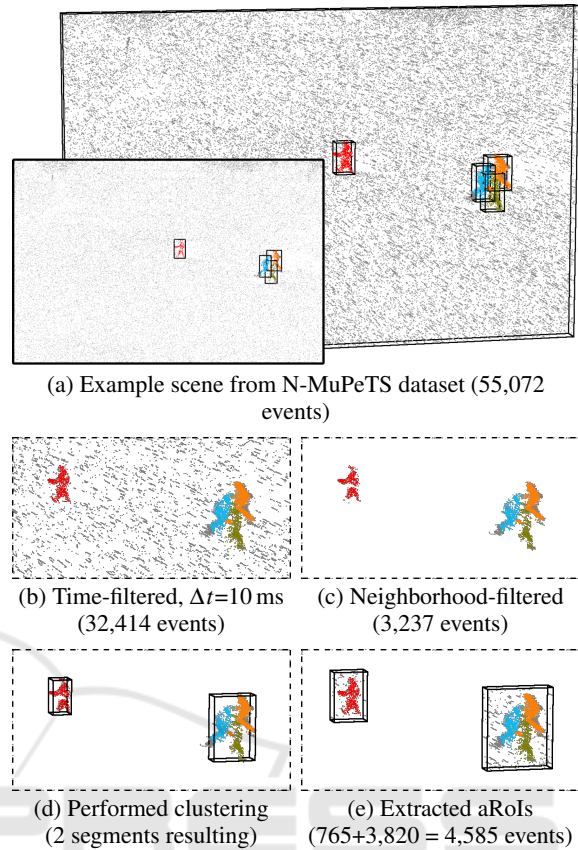 (a) Example scene from N-MuPeTS dataset (55,072
events)
(b) Time-filtered, Δt=10 ms
(32,414 events)
(c) Neighborhood-filtered
(3,237 events)
(d) Performed clustering
(2 segments resulting)
(e) Extracted aRoIs
(765+3,820 = 4,585 events)